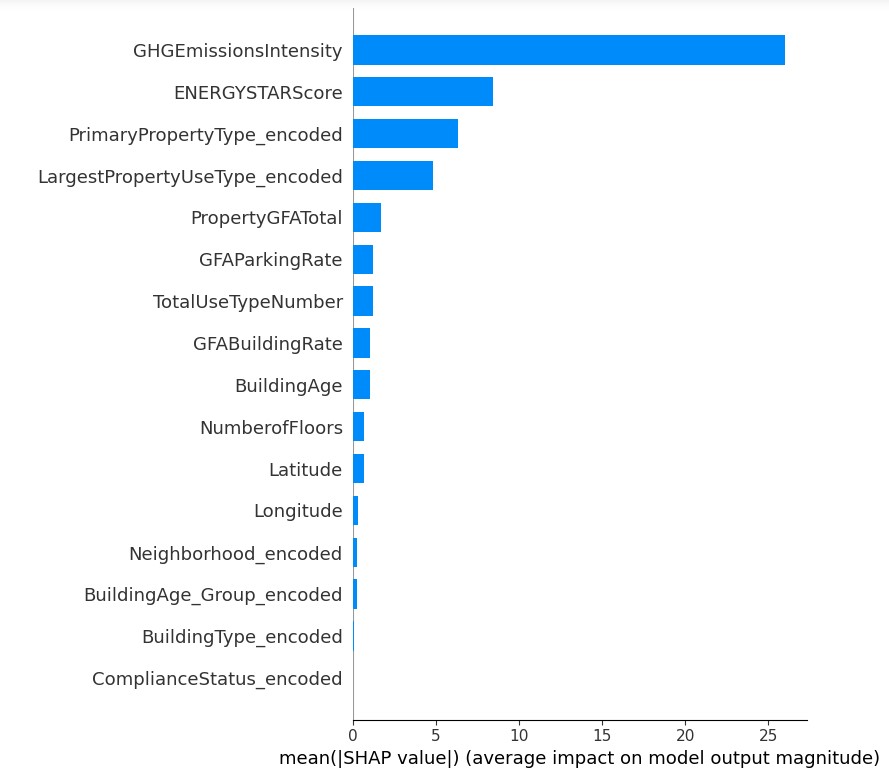 GHGEmissionsIntensity
ENERGYSTARScore
PrimaryPropertyType_encoded
LargestPropertyUseType_encoded
PropertyGFATotal
GFAParkingRate
TotalUseTypeNumber
GFABuildingRate
BuildingAge
NumberofFloors
Latitude
Longitude
Neighborhood_encoded
BuildingAge_Group_encoded
BuildingType_encoded
ComplianceStatus_encoded
0 5 10 15 20 25
mean(|SHAP value|) (average impact on model output magnitude)